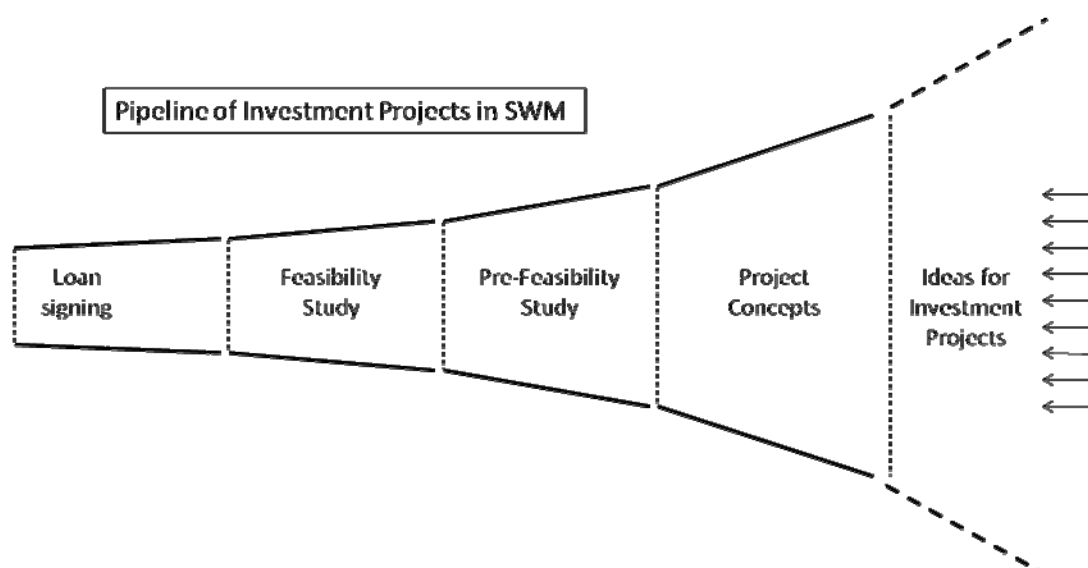 Pipeline of Investment Projects in SWM
Loan
signing
Feasibility
Study
Pre-Feasibility
Study
Project
Concepts
Ideas for
Investment
Projects